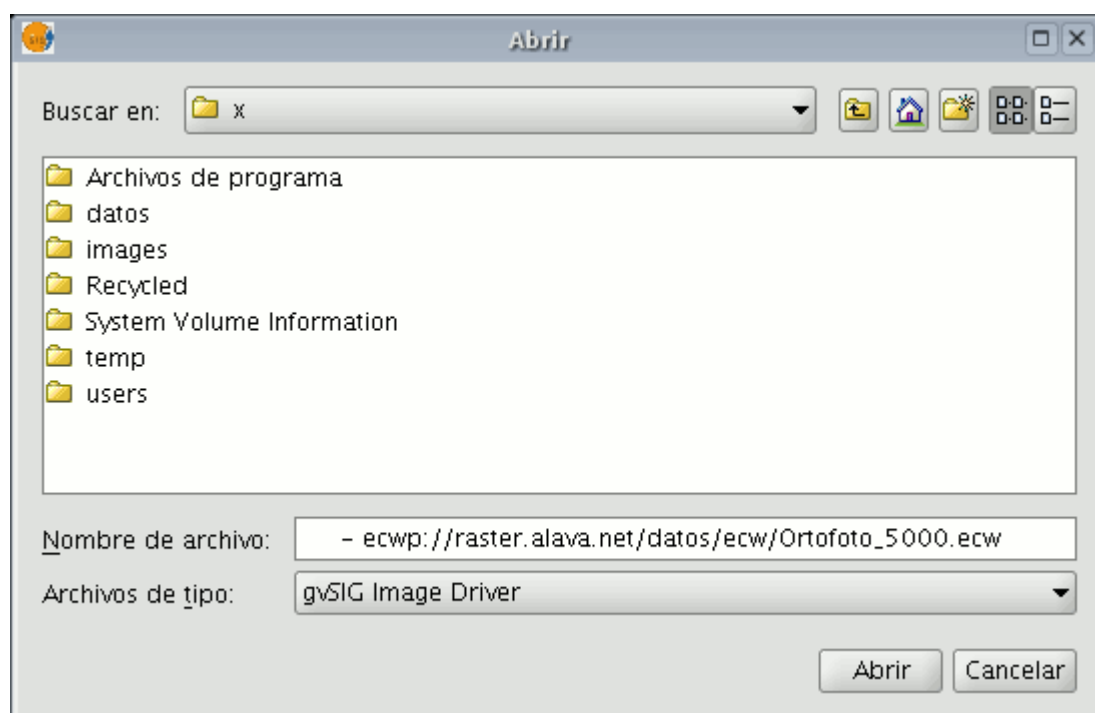 Abrir
Buscar en: x
Archivos de programa
datos
images
Recycled
System Volume Information
temp
users
Nombre de archivo: - ecwp://raster.alava.net/datos/ecw/Ortofoto_5000.ecw
Archivos de tipo: gvSIG Image Driver
Abrir Cancelar